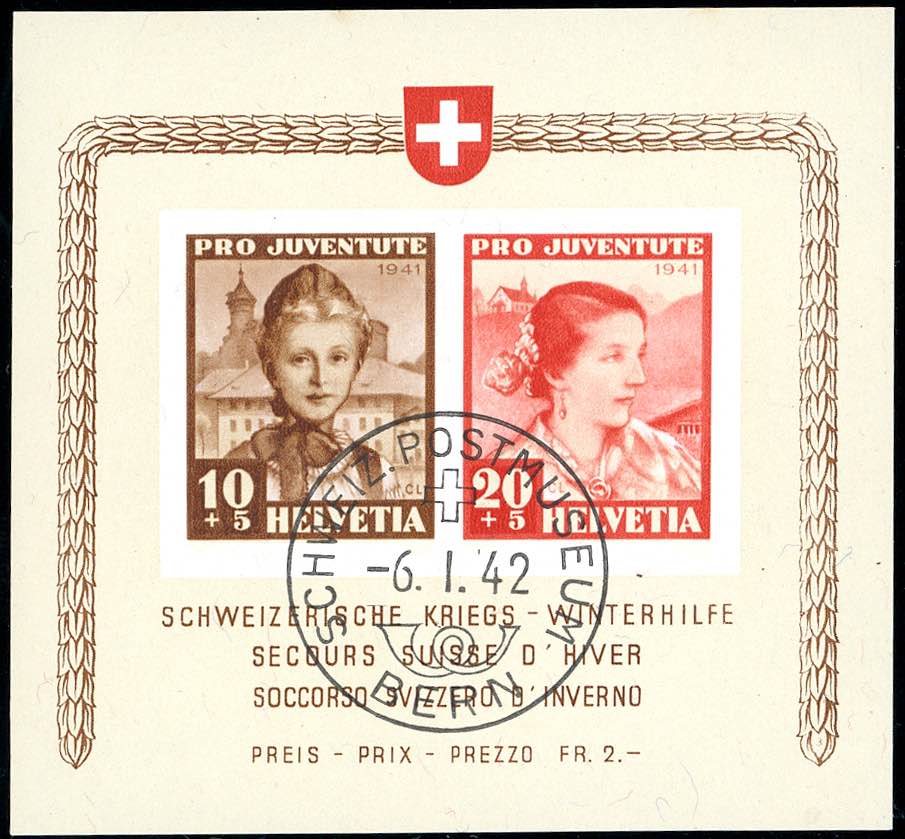 PRO JUVENTUTE
1941
10
+ 5
HELVETIA
PRO JUVENTUTE
1941
CL
20
+ 5
HELVETIA
SCHWEIZ. POSTMUSEUM
-6. I. 42
BERN
SCHWEIZERISCHE KRIEGS - WINTERHILFE
SECOURS SUISSE D'HIVER
SOCCORSO SVIZZERO D'INVERNO
PREIS - PRIX - PREZZO FR. 2.-